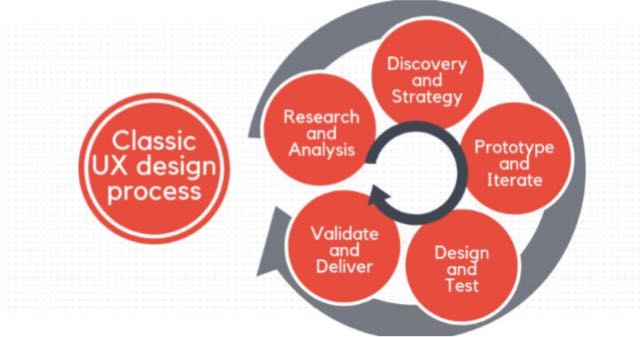 Classic
UX design
process
Research
and
Analysis
Discovery
and
Strategy
Prototype
and
Iterate
Design
and
Test
Validate
and
Deliver